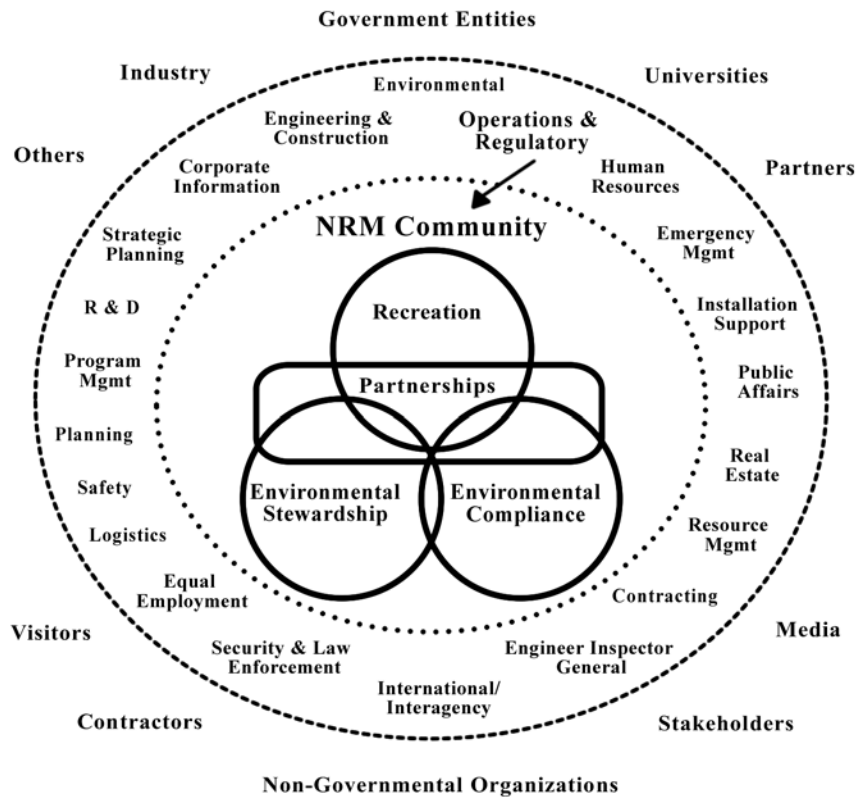 Government Entities
Industry
Universities
Environmental
Engineering &
Construction
Operations &
Regulatory
Others
Corporate
Information
Human
Resources
Partners
NRM Community
Strategic
Planning
Emergency
Mgmt
R & D
Recreation
Installation
Support
Program
Mgmt
Partnerships
Public
Affairs
Planning
Real
Estate
Safety
Environmental
Stewardship
Environmental
Compliance
Logistics
Resource
Mgmt
Equal
Employment
Contracting
Visitors
Media
Security & Law
Enforcement
Engineer Inspector
General
International/
Interagency
Contractors
Stakeholders
Non-Governmental Organizations